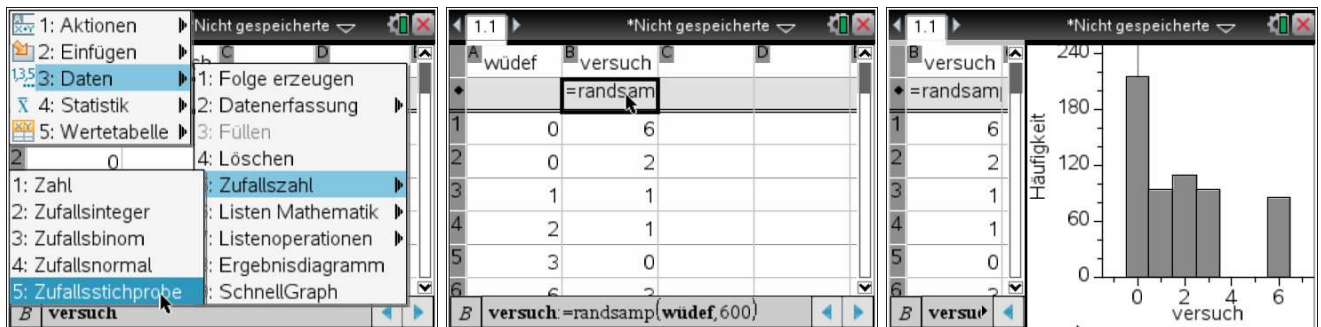 1: Aktionen
2: Einfügen
3: Daten
4: Statistik
5: Wertetabelle
Nicht gespeicherte
C D
1: Folge erzeugen
2: Datenerfassung
3: Füllen
4: Löschen
: Zufallszahl
: Listen Mathematik
: Listenoperationen
: Ergebnisdiagramm
: SchnellGraph
2 0
1: Zahl
2: Zufallsinteger
3: Zufallsbinom
4: Zufallsnormal
5: Zufallsstichprobe
B versuch
1.1 *Nicht gespeicherte
A wüdef B versuch C D
=randsam
1 0 6
2 0 2
3 1 1
4 2 1
5 3 0
B versuch:=randsamp(wüdef,600)
1.1 *Nicht gespeicherte
B versuch
=randsam
1 6
2 2
3 1
4 1
5 0
B versuc
Häufigkeit
240
180
120
60
0
0 2 4 6
versuch